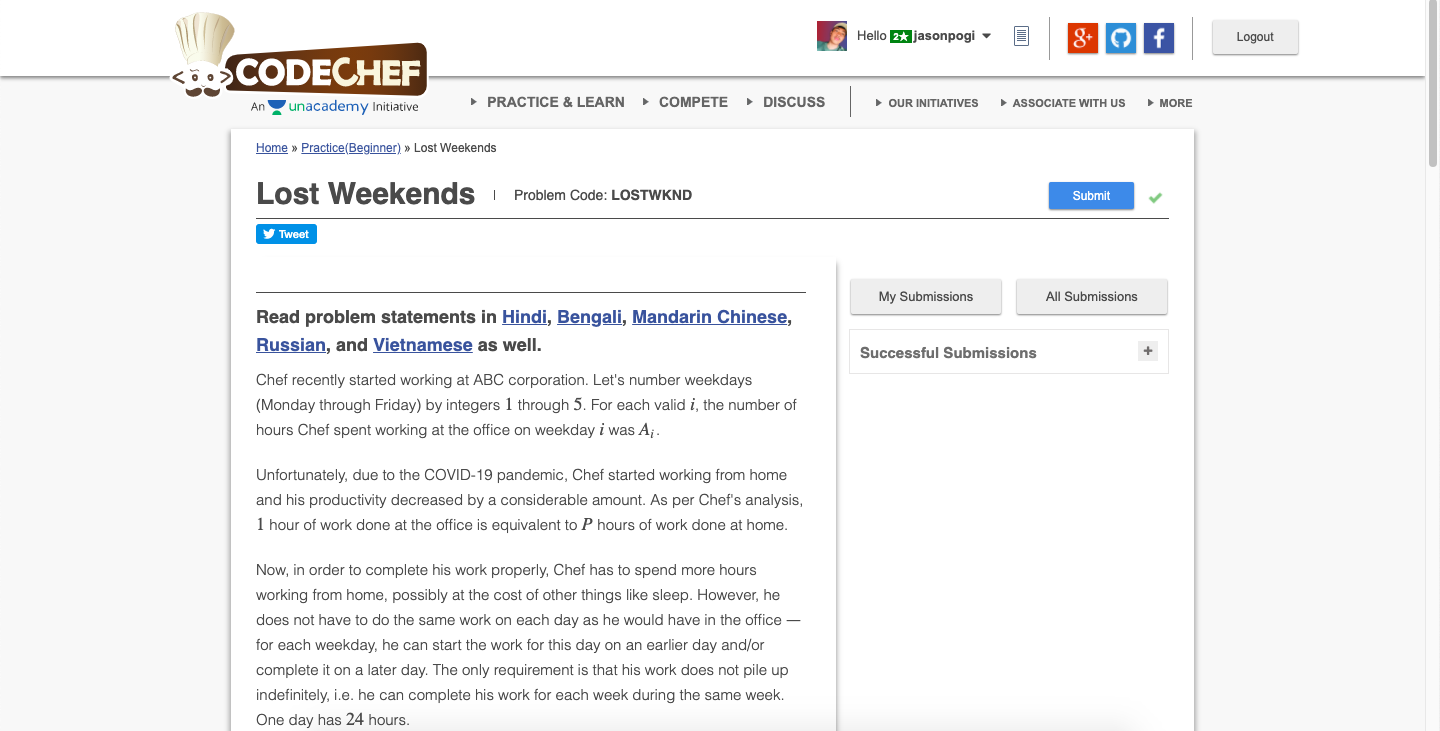 Hello 2★ jasonpogi
Logout
CODECHEF
An unacademy Initiative
PRACTICE & LEARN COMPETE DISCUSS OUR INITIATIVES ASSOCIATE WITH US MORE
Home » Practice(Beginner) » Lost Weekends
Lost Weekends | Problem Code: LOSTWKND
Submit
Tweet
My Submissions All Submissions
Successful Submissions +
Read problem statements in Hindi, Bengali, Mandarin Chinese,
Russian, and Vietnamese as well.
Chef recently started working at ABC corporation. Let's number weekdays
(Monday through Friday) by integers 1 through 5. For each valid i, the number of
hours Chef spent working at the office on weekday i was Aᵢ.
Unfortunately, due to the COVID-19 pandemic, Chef started working from home
and his productivity decreased by a considerable amount. As per Chef's analysis,
1 hour of work done at the office is equivalent to P hours of work done at home.
Now, in order to complete his work properly, Chef has to spend more hours
working from home, possibly at the cost of other things like sleep. However, he
does not have to do the same work on each day as he would have in the office —
for each weekday, he can start the work for this day on an earlier day and/or
complete it on a later day. The only requirement is that his work does not pile up
indefinitely, i.e. he can complete his work for each week during the same week.
One day has 24 hours.